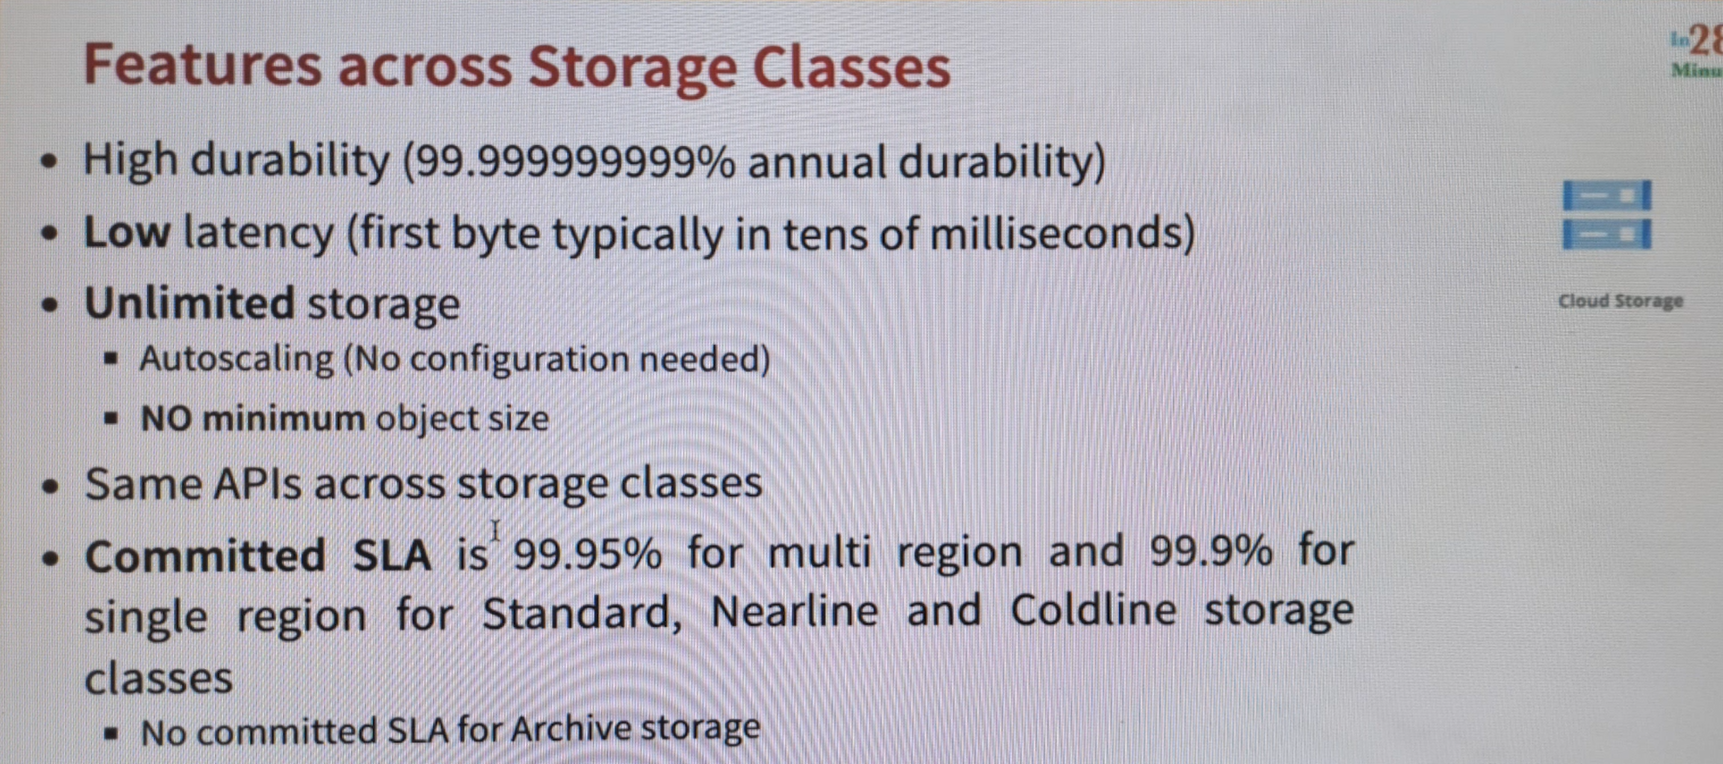 In28
Minu
Features across Storage Classes
• High durability (99.999999999% annual durability)
• Low latency (first byte typically in tens of milliseconds)
• Unlimited storage
▪ Autoscaling (No configuration needed)
▪ NO minimum object size
• Same APIs across storage classes
• Committed SLA is 99.95% for multi region and 99.9% for
single region for Standard, Nearline and Coldline storage
classes
▪ No committed SLA for Archive storage
Cloud Storage